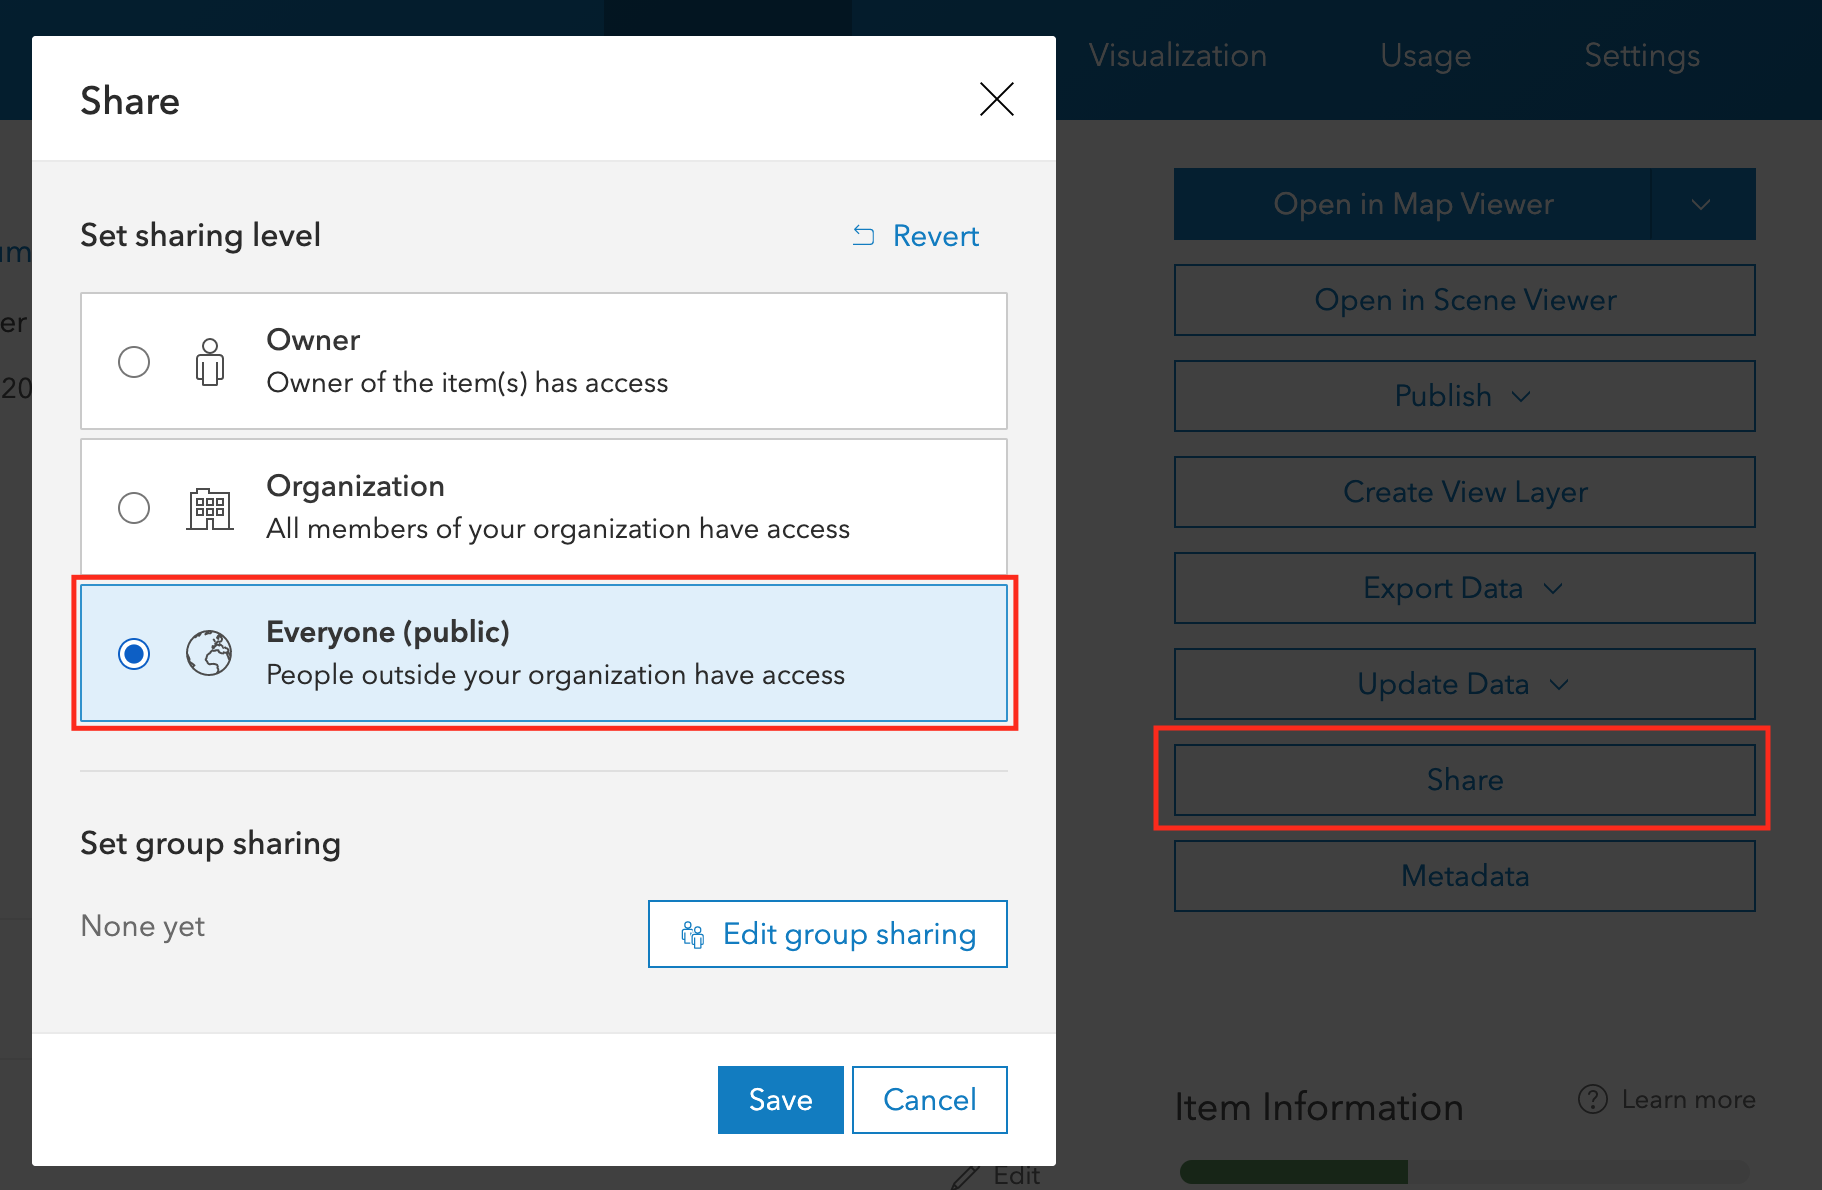 Visualization
Usage
Settings
Share
Set sharing level
Revert
Owner
Owner of the item(s) has access
Organization
All members of your organization have access
Everyone (public)
People outside your organization have access
Set group sharing
None yet
Edit group sharing
Save
Cancel
um
er
20
Open in Map Viewer
Open in Scene Viewer
Publish
Create View Layer
Export Data
Update Data
Share
Metadata
Item Information
Learn more
Edit